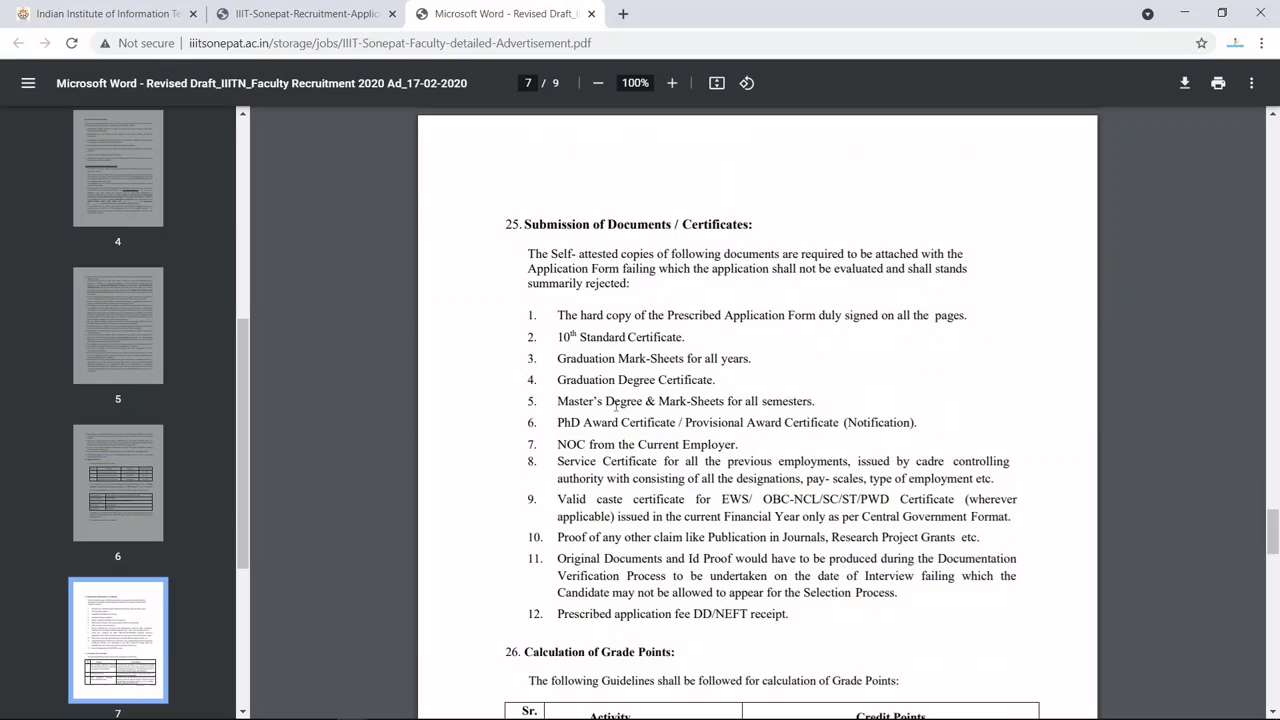 Indian Institute of Information Te
IIIT-Sonepat-Recruitment-Applic
Microsoft Word - Revised Draft_II
Not secure
iiitsonepat.ac.in/storage/jobs/IIIT-Sonepat-Faculty-detailed-Advertisement.pdf
Microsoft Word - Revised Draft_IIITN_Faculty Recruitment 2020 Ad_17-02-2020
7 / 9
100%
4
5
6
7
25. Submission of Documents / Certificates:
The Self- attested copies of following documents are required to be attached with the
Application Form failing which the application shall not be evaluated and shall stands
summarily rejected:
1. The hard copy of the Prescribed Application Form duly signed on all the pages.
2. 10th Standard Certificate.
3. Graduation Mark-Sheets for all years.
4. Graduation Degree Certificate.
5. Master's Degree & Mark-Sheets for all semesters.
6. PhD Award Certificate / Provisional Award Certificate (Notification).
7. NOC from the Current Employer.
8. Service Certificate for all the previous employments, issued by cadre controlling
authority with consisting of all the designations, pay- scales, type of employment etc.
9. Valid caste certificate for EWS/ OBC-NCL/SC/ST/PWD Certificate (wherever
applicable) issued in the current Financial Year only as per Central Government Format.
10. Proof of any other claim like Publication in Journals, Research Project Grants etc.
11. Original Documents and Id Proof would have to be produced during the Documentation
Verification Process to be undertaken on the date of Interview failing which the
Candidate may not be allowed to appear for the Selection Process.
12. Prescribed application fee DD/NEFT receipt
26. Calculation of Grade Points:
The following Guidelines shall be followed for calculation of Grade Points:
Sr.
Activity
Credit Points